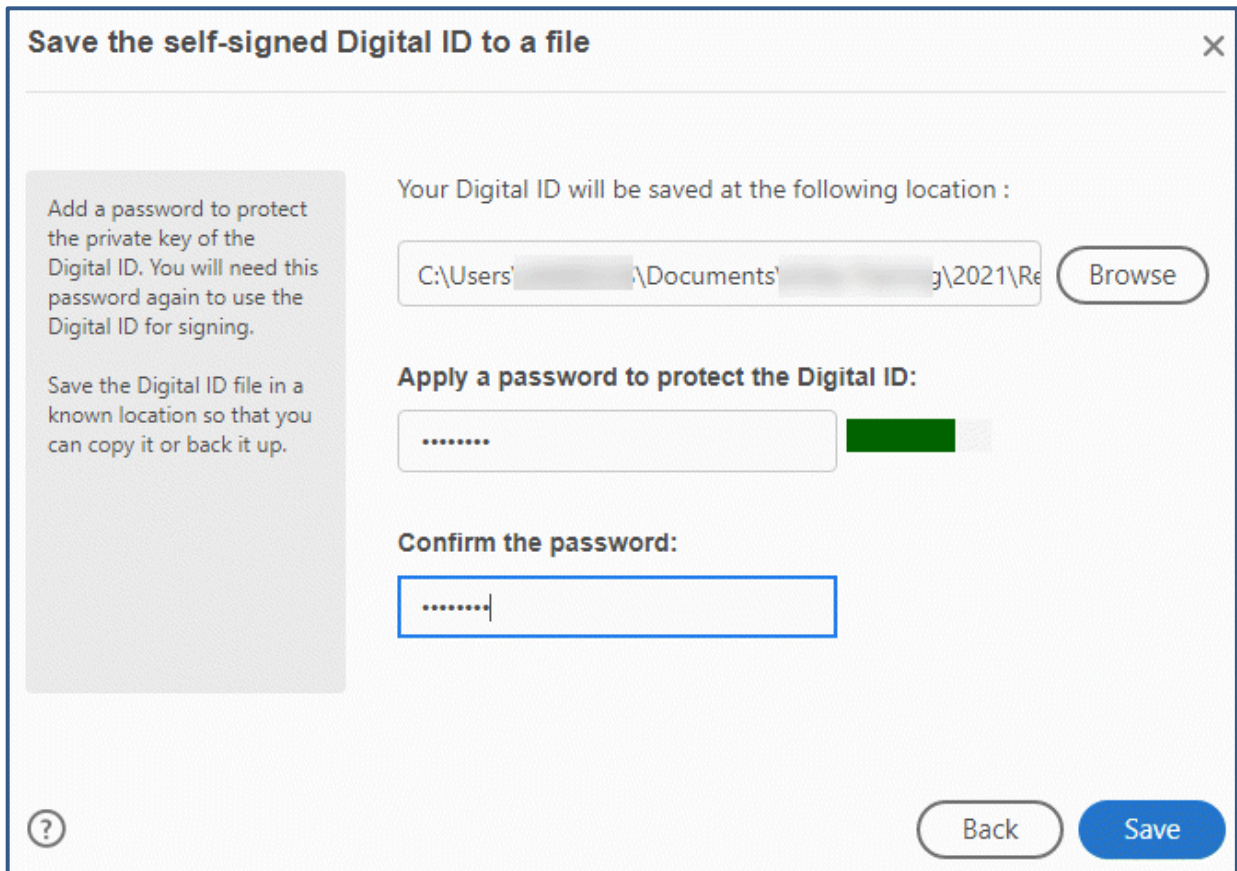 Save the self-signed Digital ID to a file
Add a password to protect
the private key of the
Digital ID. You will need this
password again to use the
Digital ID for signing.
Save the Digital ID file in a
known location so that you
can copy it or back it up.
Your Digital ID will be saved at the following location :
C:\Users\ \Documents\ g\2021\Re
Browse
Apply a password to protect the Digital ID:
••••••••
Confirm the password:
••••••••
?
Back
Save